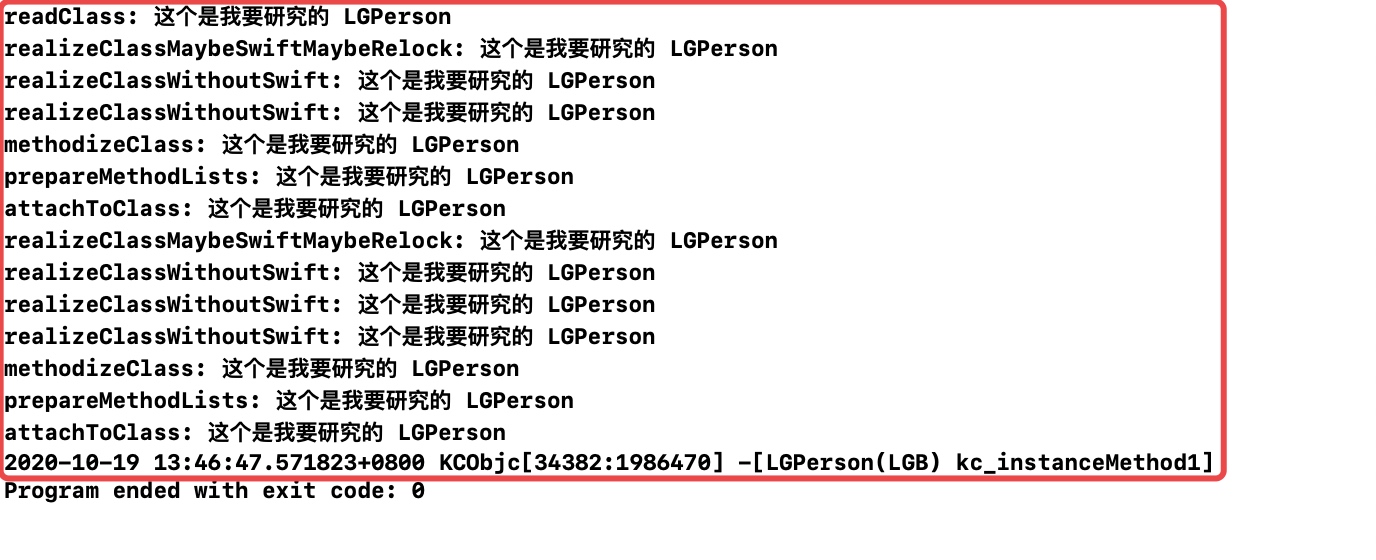 readClass: 这个是我要研究的 LGPerson
realizeClassMaybeSwiftMaybeRelock: 这个是我要研究的 LGPerson
realizeClassWithoutSwift: 这个是我要研究的 LGPerson
realizeClassWithoutSwift: 这个是我要研究的 LGPerson
methodizeClass: 这个是我要研究的 LGPerson
prepareMethodLists: 这个是我要研究的 LGPerson
attachToClass: 这个是我要研究的 LGPerson
realizeClassMaybeSwiftMaybeRelock: 这个是我要研究的 LGPerson
realizeClassWithoutSwift: 这个是我要研究的 LGPerson
realizeClassWithoutSwift: 这个是我要研究的 LGPerson
realizeClassWithoutSwift: 这个是我要研究的 LGPerson
methodizeClass: 这个是我要研究的 LGPerson
prepareMethodLists: 这个是我要研究的 LGPerson
attachToClass: 这个是我要研究的 LGPerson
2020-10-19 13:46:47.571823+0800 KCObjc[34382:1986470] -[LGPerson(LGB) kc_instanceMethod1]
Program ended with exit code: 0